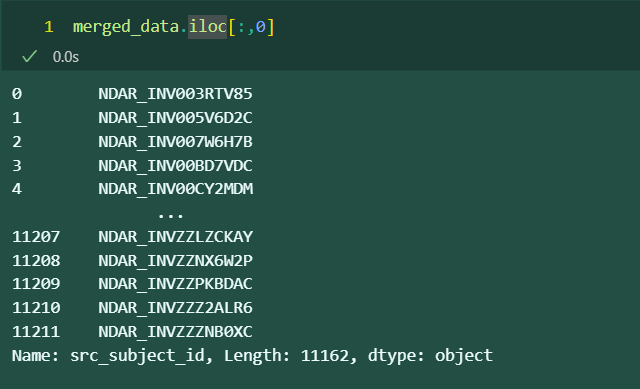 1 merged_data.iloc[:,0]
✓ 0.0s
0 NDAR_INV003RTV85
1 NDAR_INV005V6D2C
2 NDAR_INV007W6H7B
3 NDAR_INV00BD7VDC
4 NDAR_INV00CY2MDM
...
11207 NDAR_INVZZLZCKAY
11208 NDAR_INVZZNX6W2P
11209 NDAR_INVZZPKBDAC
11210 NDAR_INVZZZ2ALR6
11211 NDAR_INVZZZNB0XC
Name: src_subject_id, Length: 11162, dtype: object